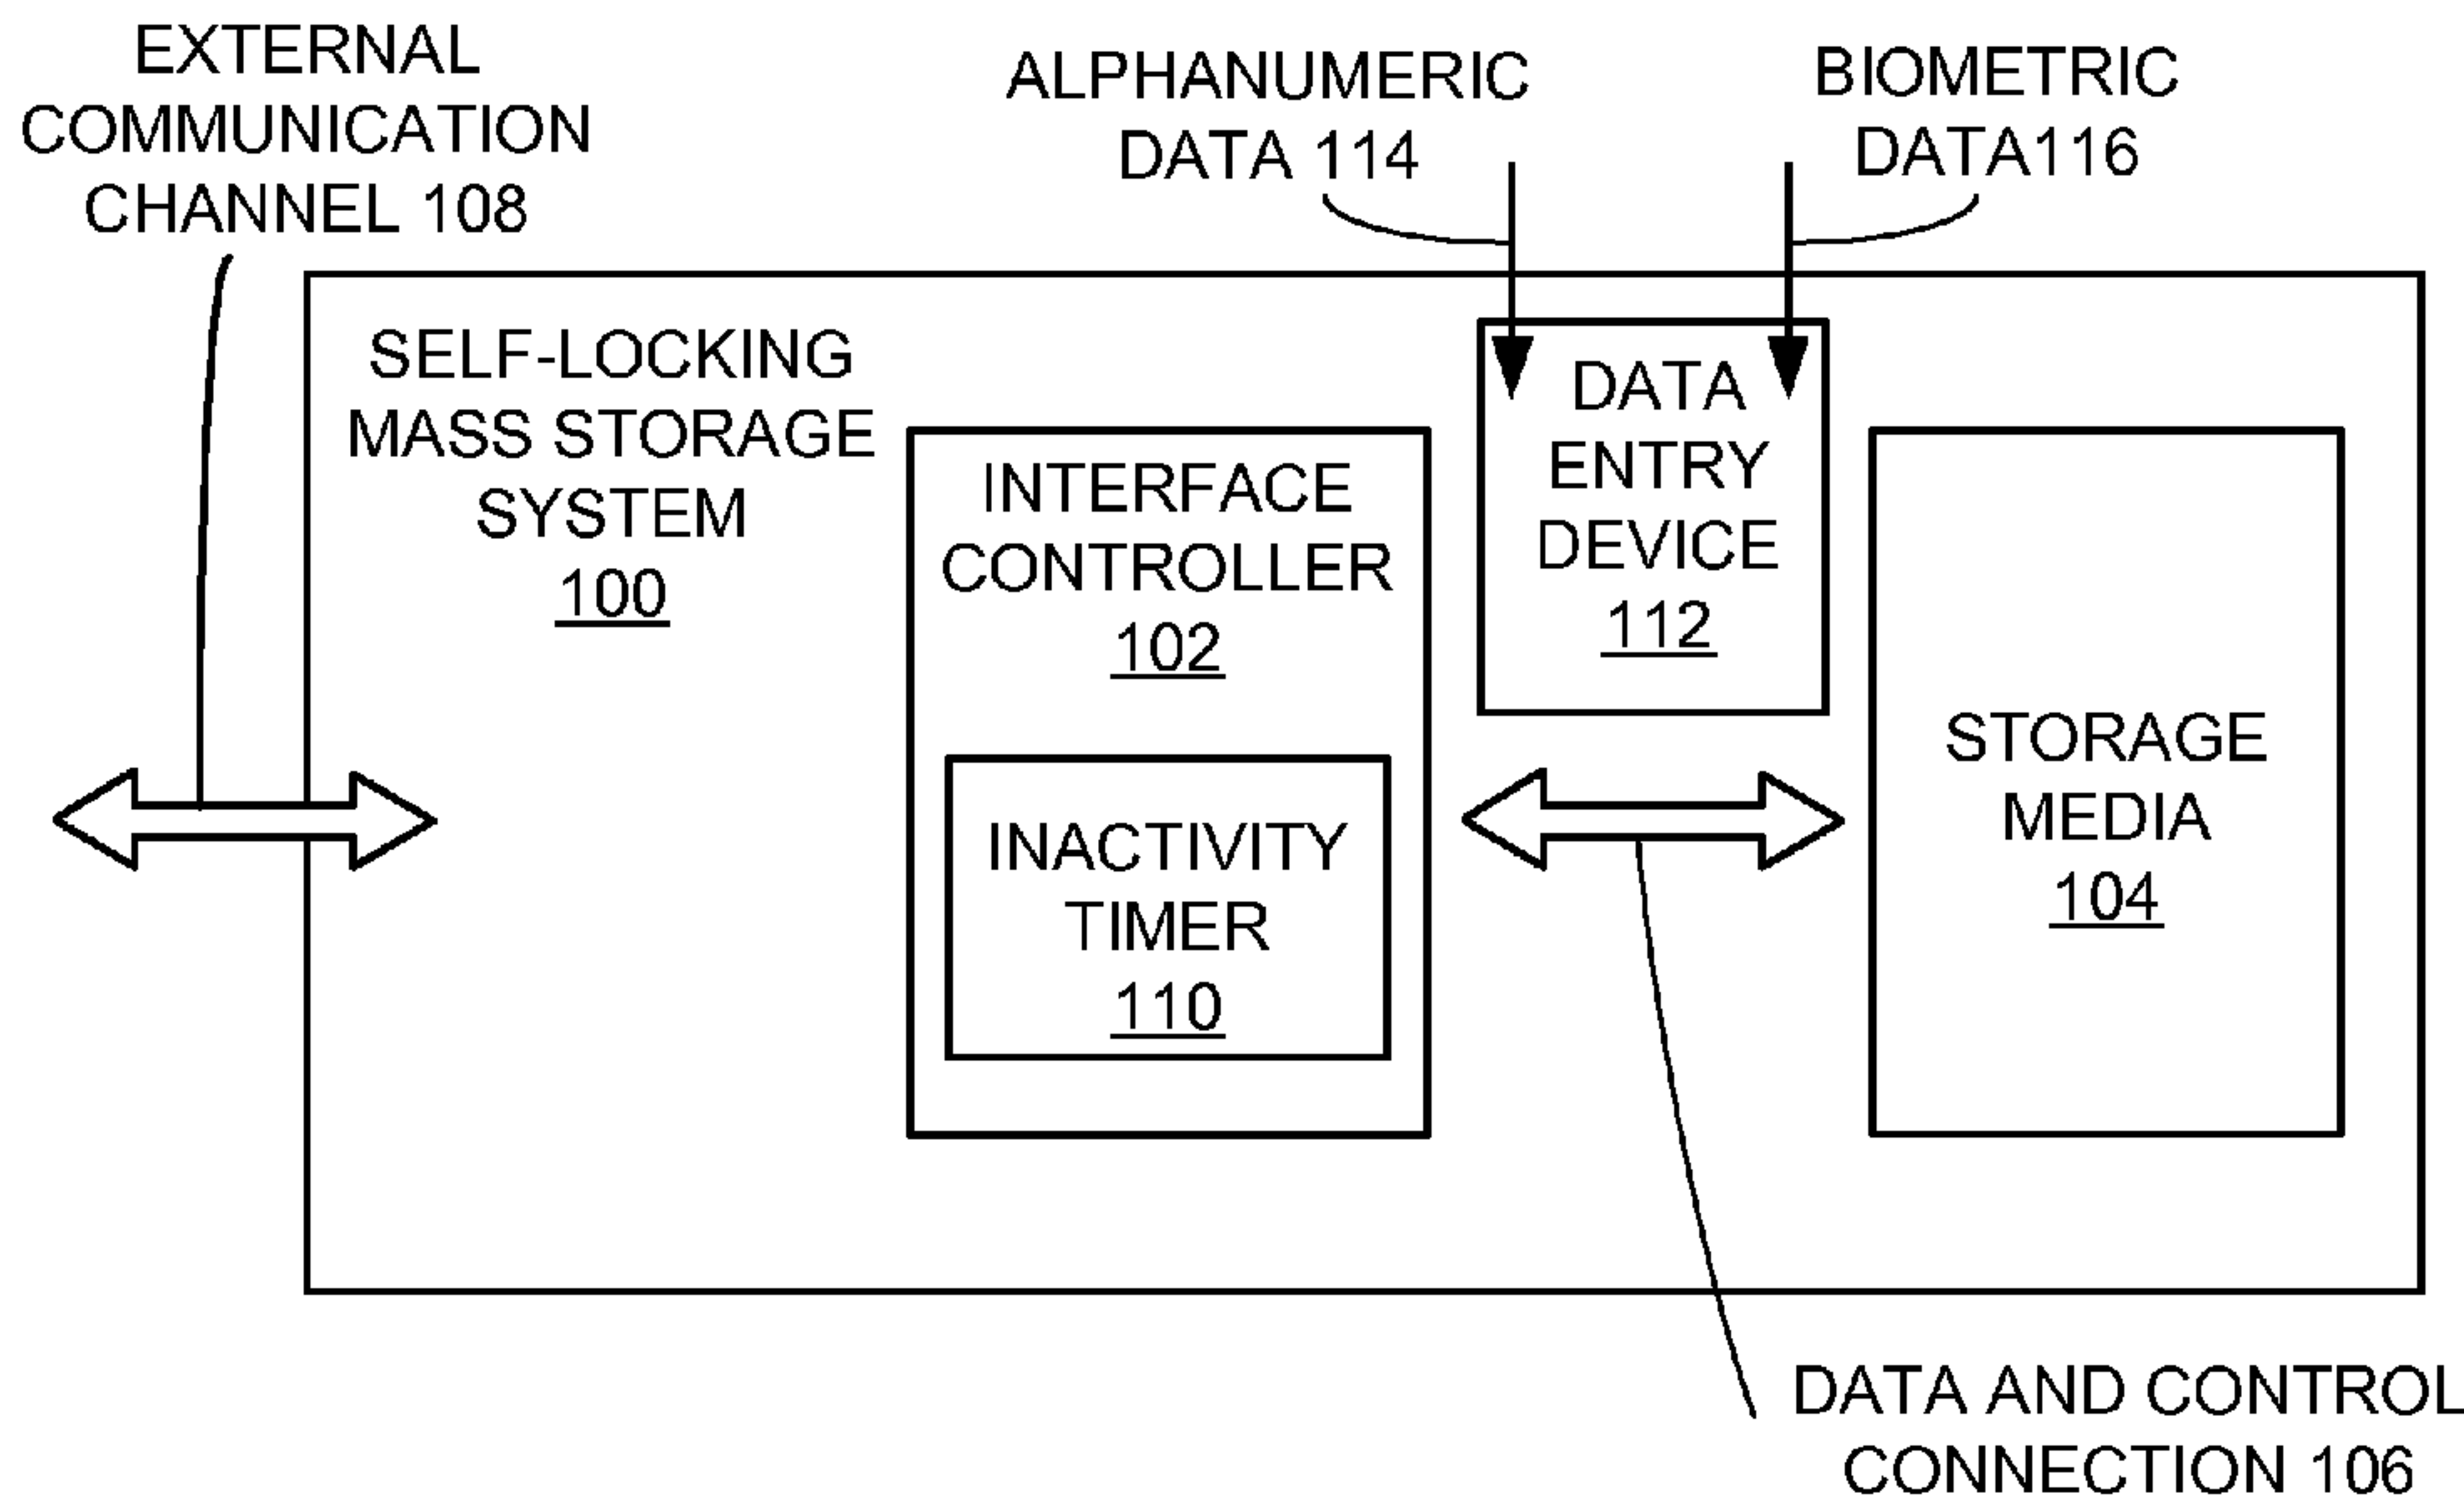 EXTERNAL
COMMUNICATION
CHANNEL 108
ALPHANUMERIC
DATA 114
BIOMETRIC
DATA116
SELF-LOCKING
MASS STORAGE
SYSTEM
100
INTERFACE
CONTROLLER
102
INACTIVITY
TIMER
110
DATA
ENTRY
DEVICE
112
STORAGE
MEDIA
104
DATA AND CONTROL
CONNECTION 106